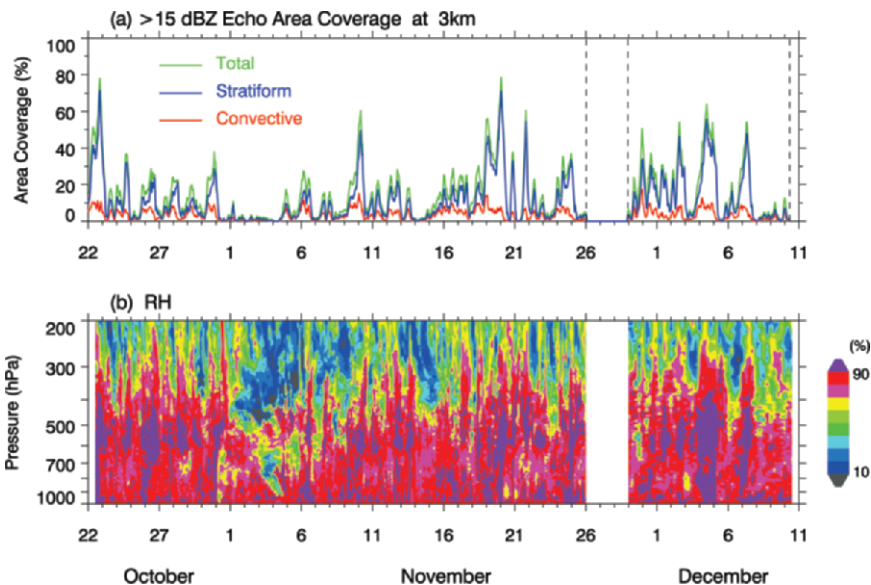 (a) >15 dBZ Echo Area Coverage at 3km
Area Coverage (%)
100
80
60
40
20
0
Total
Stratiform
Convective
22 27 1 6 11 16 21 26 1 6 11
(b) RH
Pressure (hPa)
200
300
500
700
1000
(%)
90
10
22 27 1 6 11 16 21 26 1 6 11
October November December